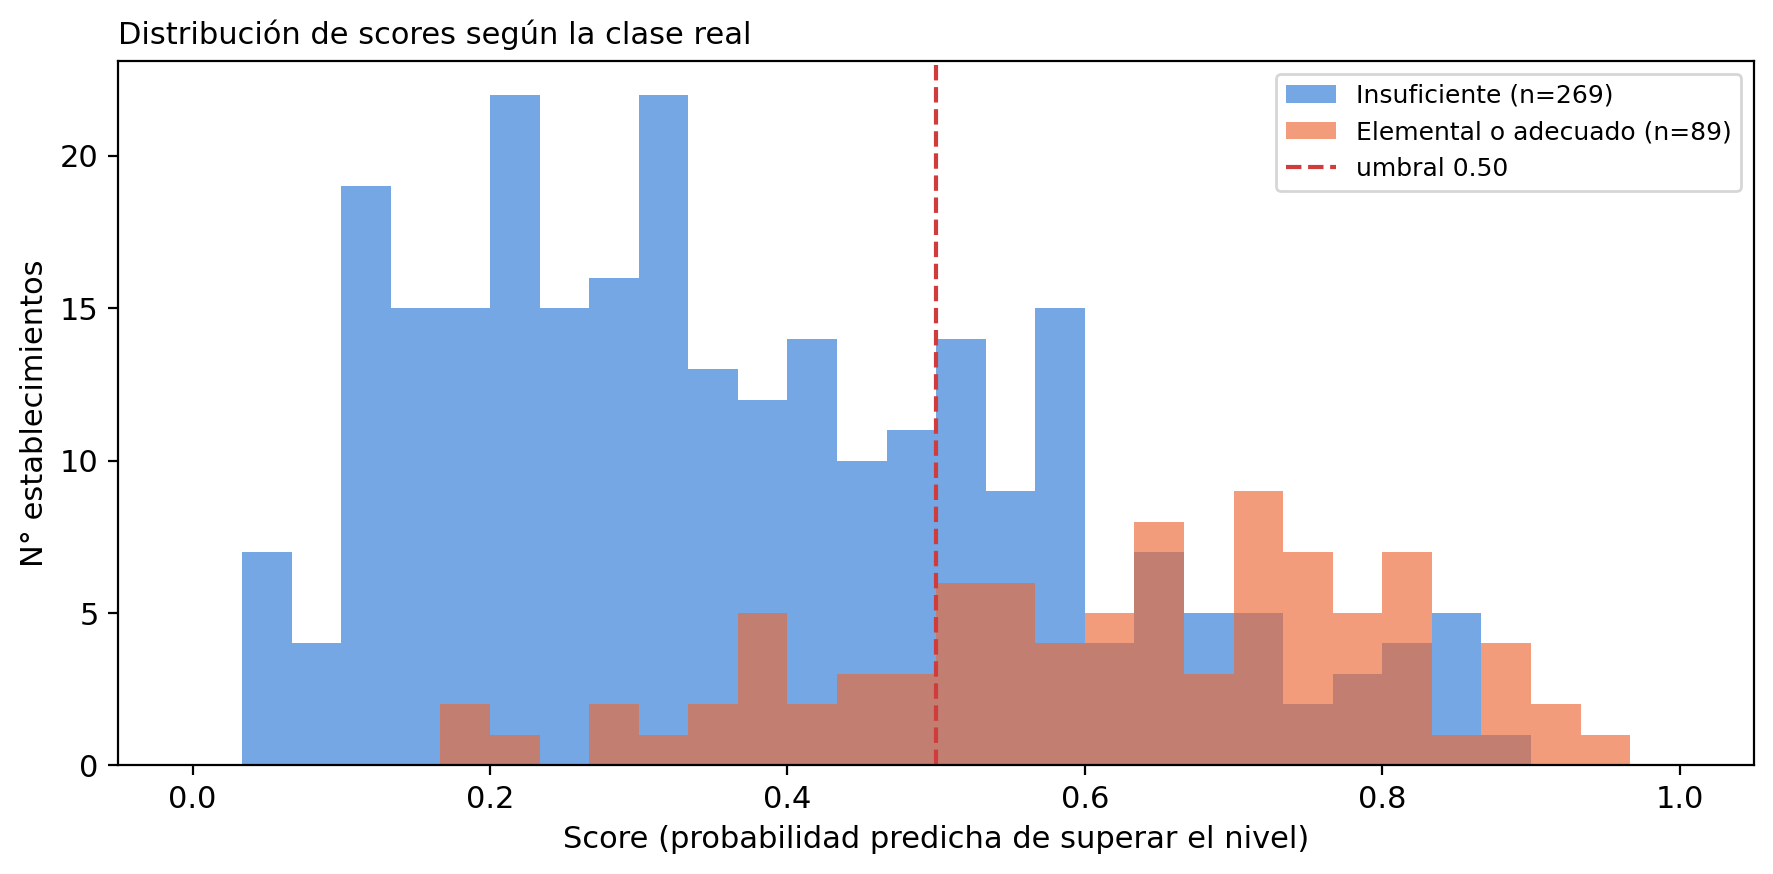 Distribución de scores según la clase real
Insuficiente (n=269)
Elemental o adecuado (n=89)
umbral 0.50
N° establecimientos
20
15
10
5
0
0.0 0.2 0.4 0.6 0.8 1.0
Score (probabilidad predicha de superar el nivel)